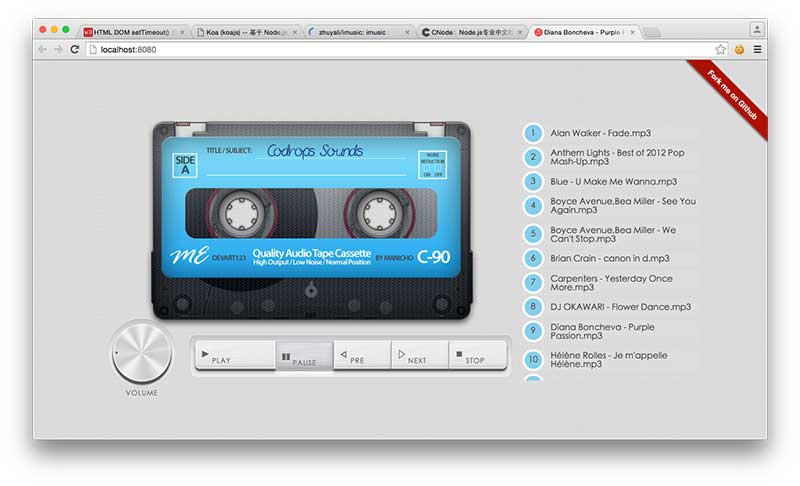 HTML DOM setTimeout()
Koa (koajs) -- 基于 Node.js
zhuyali/imusic: imusic
CNode: Node.js专业中文社
Diana Boncheva - Purple P
localhost:8080
Fork me on Github
SIDE
A
TITLE / SUBJECT:
Codrops Sounds
NOISE
REDUCTION
ON OFF
ME
DEVART123
Quality Audio Tape Cassette
High Output / Low Noise / Normal Position
BY MANICHO
C-90
VOLUME
PLAY
PAUSE
PRE
NEXT
STOP
1 Alan Walker - Fade.mp3
2 Anthem Lights - Best of 2012 Pop
Mash-Up.mp3
3 Blue - U Make Me Wanna.mp3
4 Boyce Avenue,Bea Miller - See You
Again.mp3
5 Boyce Avenue,Bea Miller - We
Can't Stop.mp3
6 Brian Crain - canon in d.mp3
7 Carpenters - Yesterday Once
More.mp3
8 DJ OKAWARI - Flower Dance.mp3
9 Diana Boncheva - Purple
Passion.mp3
10 Hélène Rolles - Je m'appelle
Hélène.mp3